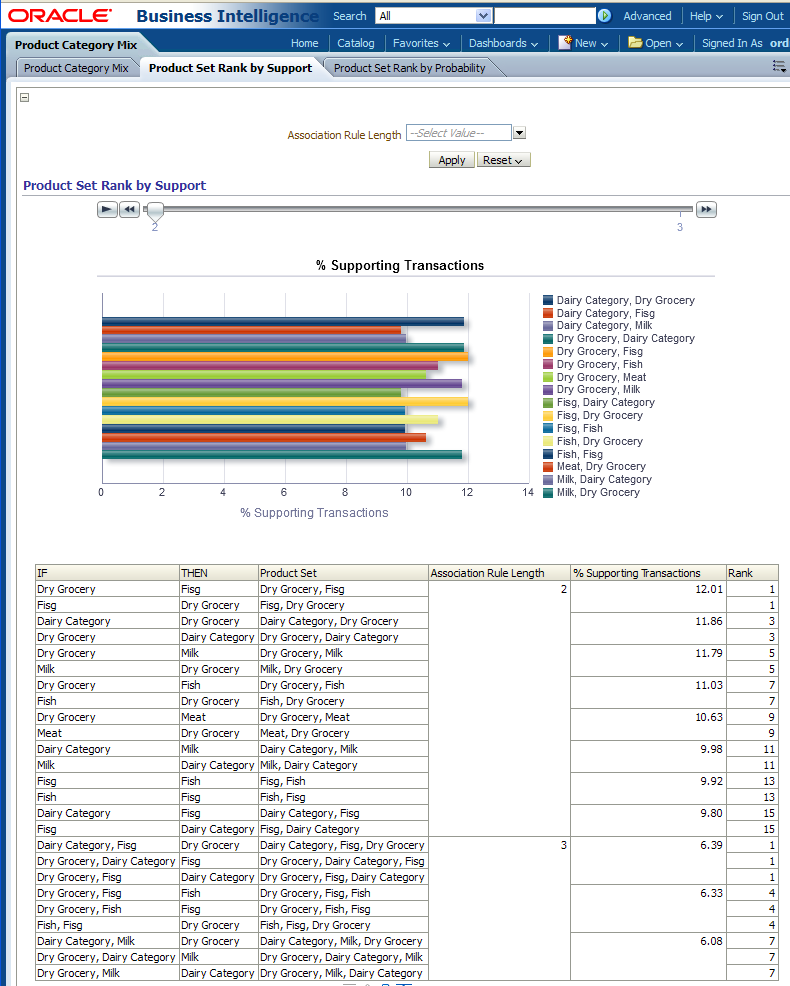 ORACLE Business Intelligence Search All Advanced Help Sign Out
Product Category Mix Home Catalog Favorites Dashboards New Open Signed In As ord
Product Category Mix Product Set Rank by Support Product Set Rank by Probability
Association Rule Length --Select Value--
Apply Reset
Product Set Rank by Support
2 3
% Supporting Transactions
Dairy Category, Dry Grocery
Dairy Category, Fisg
Dairy Category, Milk
Dry Grocery, Dairy Category
Dry Grocery, Fisg
Dry Grocery, Fish
Dry Grocery, Meat
Dry Grocery, Milk
Fisg, Dairy Category
Fisg, Dry Grocery
Fisg, Fish
Fish, Dry Grocery
Fish, Fisg
Meat, Dry Grocery
Milk, Dairy Category
Milk, Dry Grocery
0 2 4 6 8 10 12 14
% Supporting Transactions
IF THEN Product Set Association Rule Length % Supporting Transactions Rank
Dry Grocery Fisg Dry Grocery, Fisg 2 12.01 1
Fisg Dry Grocery Fisg, Dry Grocery 1
Dairy Category Dry Grocery Dairy Category, Dry Grocery 11.86 3
Dry Grocery Dairy Category Dry Grocery, Dairy Category 3
Dry Grocery Milk Dry Grocery, Milk 11.79 5
Milk Dry Grocery Milk, Dry Grocery 5
Dry Grocery Fish Dry Grocery, Fish 11.03 7
Fish Dry Grocery Fish, Dry Grocery 7
Dry Grocery Meat Dry Grocery, Meat 10.63 9
Meat Dry Grocery Meat, Dry Grocery 9
Dairy Category Milk Dairy Category, Milk 9.98 11
Milk Dairy Category Milk, Dairy Category 11
Fisg Fish Fisg, Fish 9.92 13
Fish Fisg Fish, Fisg 13
Dairy Category Fisg Dairy Category, Fisg 9.80 15
Fisg Dairy Category Fisg, Dairy Category 15
Dairy Category, Fisg Dry Grocery Dairy Category, Fisg, Dry Grocery 3 6.39 1
Dry Grocery, Dairy Category Fisg Dry Grocery, Dairy Category, Fisg 1
Dry Grocery, Fisg Dairy Category Dry Grocery, Fisg, Dairy Category 1
Dry Grocery, Fisg Fish Dry Grocery, Fisg, Fish 6.33 4
Dry Grocery, Fish Fisg Dry Grocery, Fish, Fisg 4
Fish, Fisg Dry Grocery Fish, Fisg, Dry Grocery 4
Dairy Category, Milk Dry Grocery Dairy Category, Milk, Dry Grocery 6.08 7
Dry Grocery, Dairy Category Milk Dry Grocery, Dairy Category, Milk 7
Dry Grocery, Milk Dairy Category Dry Grocery, Milk, Dairy Category 7